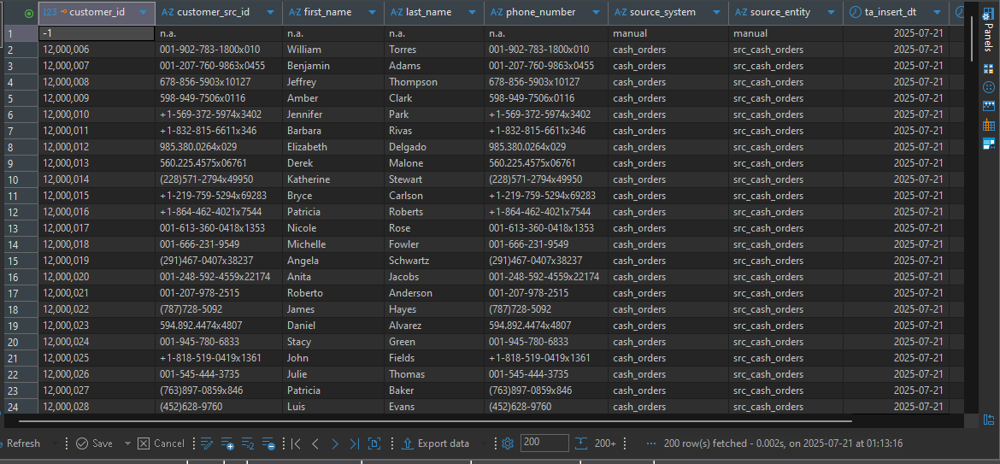 123 customer_id A-Z customer_src_id A-Z first_name A-Z last_name A-Z phone_number A-Z source_system A-Z source_entity ta_insert_dt
Panels
1 -1 n.a. n.a. n.a. n.a. manual manual 2025-07-21
2 12,000,006 001-902-783-1800x010 William Torres 001-902-783-1800x010 cash_orders src_cash_orders 2025-07-21
3 12,000,007 001-207-760-9863x0455 Benjamin Adams 001-207-760-9863x0455 cash_orders src_cash_orders 2025-07-21
4 12,000,008 678-856-5903x10127 Jeffrey Thompson 678-856-5903x10127 cash_orders src_cash_orders 2025-07-21
5 12,000,009 598-949-7506x0116 Amber Clark 598-949-7506x0116 cash_orders src_cash_orders 2025-07-21
6 12,000,010 +1-569-372-5974x3402 Jennifer Park +1-569-372-5974x3402 cash_orders src_cash_orders 2025-07-21
7 12,000,011 +1-832-815-6611x346 Barbara Rivas +1-832-815-6611x346 cash_orders src_cash_orders 2025-07-21
8 12,000,012 985.380.0264x029 Elizabeth Delgado 985.380.0264x029 cash_orders src_cash_orders 2025-07-21
9 12,000,013 560.225.4575x06761 Derek Malone 560.225.4575x06761 cash_orders src_cash_orders 2025-07-21
10 12,000,014 (228)571-2794x49950 Katherine Stewart (228)571-2794x49950 cash_orders src_cash_orders 2025-07-21
11 12,000,015 +1-219-759-5294x69283 Bryce Carlson +1-219-759-5294x69283 cash_orders src_cash_orders 2025-07-21
12 12,000,016 +1-864-462-4021x7544 Patricia Roberts +1-864-462-4021x7544 cash_orders src_cash_orders 2025-07-21
13 12,000,017 001-613-360-0418x1353 Nicole Rose 001-613-360-0418x1353 cash_orders src_cash_orders 2025-07-21
14 12,000,018 001-666-231-9549 Michelle Fowler 001-666-231-9549 cash_orders src_cash_orders 2025-07-21
15 12,000,019 (291)467-0407x38237 Angela Schwartz (291)467-0407x38237 cash_orders src_cash_orders 2025-07-21
16 12,000,020 001-248-592-4559x22174 Anita Jacobs 001-248-592-4559x22174 cash_orders src_cash_orders 2025-07-21
17 12,000,021 001-207-978-2515 Roberto Anderson 001-207-978-2515 cash_orders src_cash_orders 2025-07-21
18 12,000,022 (787)728-5092 James Hayes (787)728-5092 cash_orders src_cash_orders 2025-07-21
19 12,000,023 594.892.4474x4807 Daniel Alvarez 594.892.4474x4807 cash_orders src_cash_orders 2025-07-21
20 12,000,024 001-945-780-6833 Stacy Green 001-945-780-6833 cash_orders src_cash_orders 2025-07-21
21 12,000,025 +1-818-519-0419x1361 John Fields +1-818-519-0419x1361 cash_orders src_cash_orders 2025-07-21
22 12,000,026 001-545-444-3735 Julie Thomas 001-545-444-3735 cash_orders src_cash_orders 2025-07-21
23 12,000,027 (763)897-0859x846 Patricia Baker (763)897-0859x846 cash_orders src_cash_orders 2025-07-21
24 12,000,028 (452)628-9760 Luis Evans (452)628-9760 cash_orders src_cash_orders 2025-07-21
Refresh Save Cancel Export data 200 200+ ... 200 row(s) fetched - 0.002s, on 2025-07-21 at 01:13:16